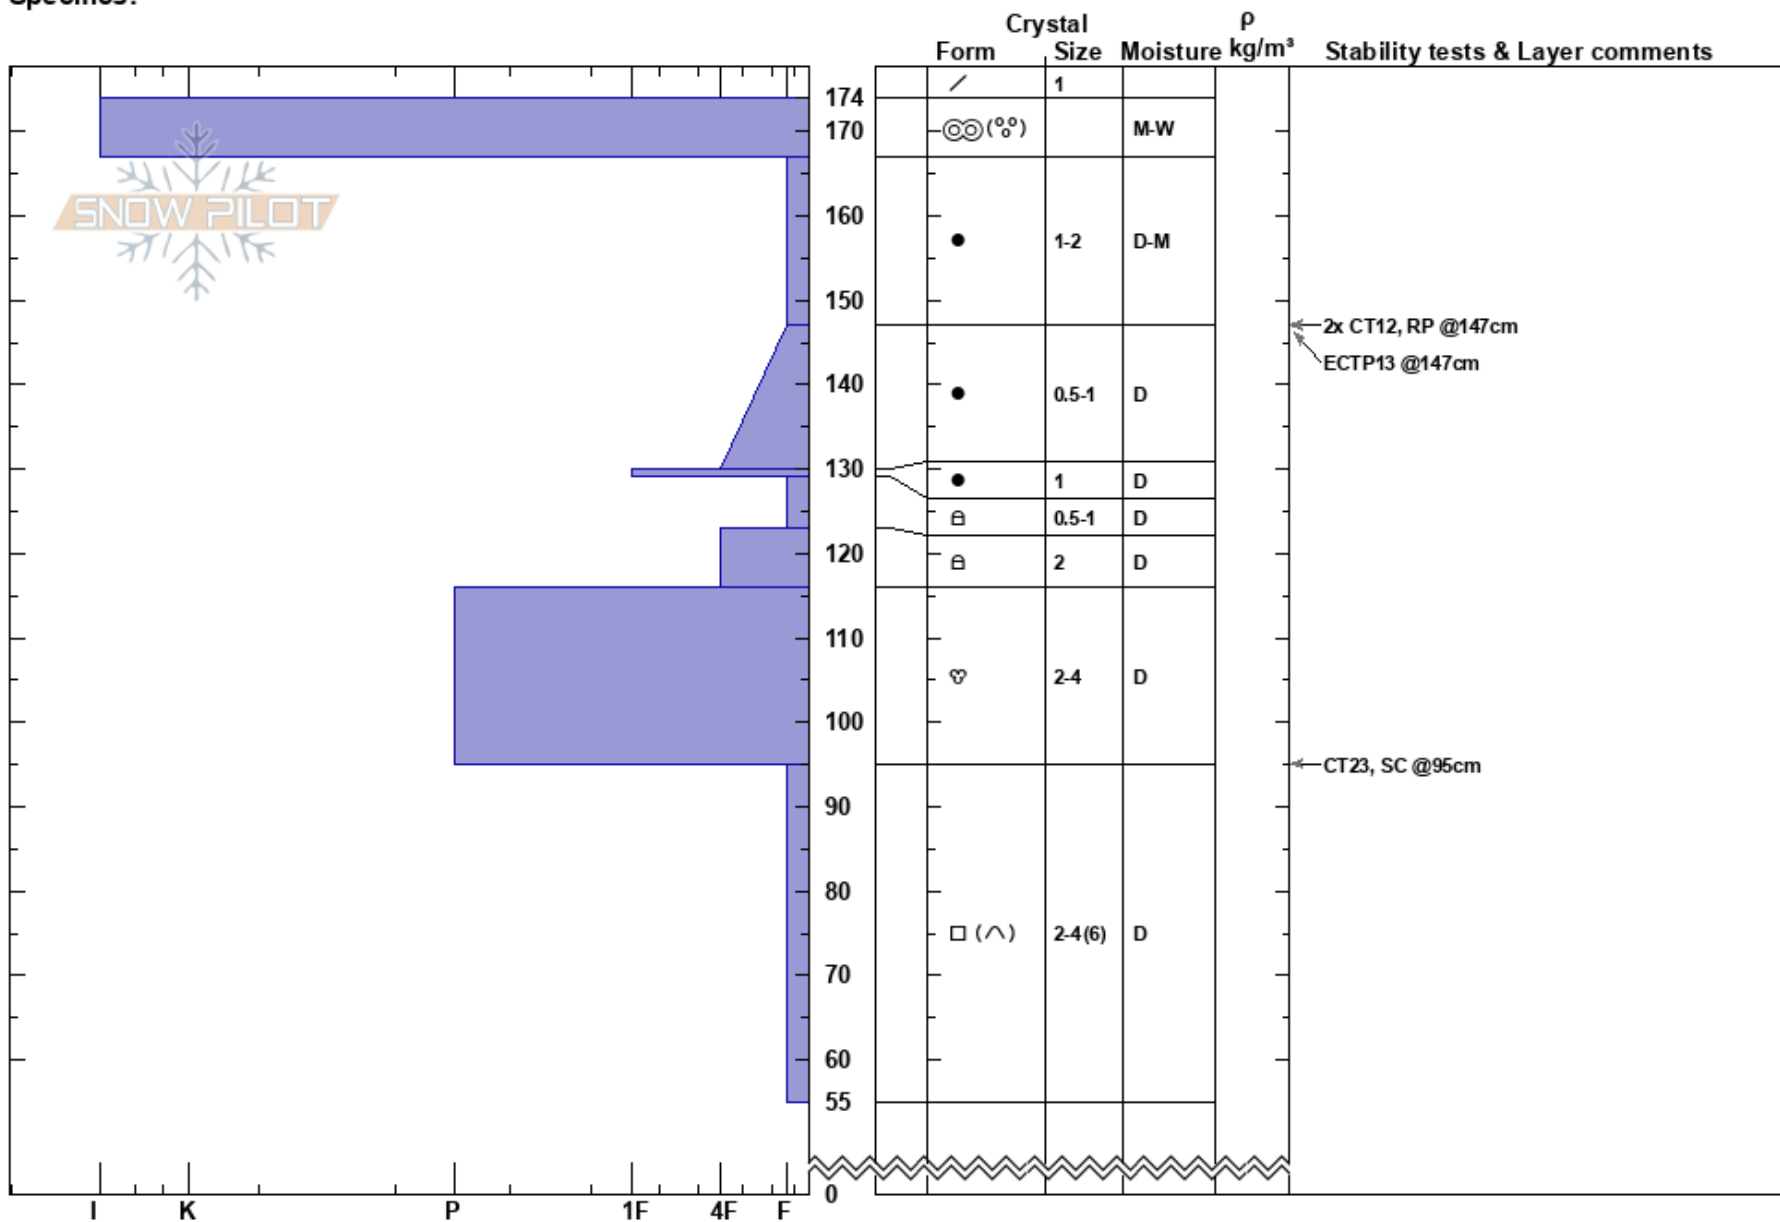 Crystal
ρ
Form Size Moisture kg/m³ Stability tests & Layer comments
174 1
170 M-W
SNOW PILOT
160
1-2 D-M
150
2x CT12, RP @147cm
ECTP13 @147cm
140
0.5-1 D
130
1 D
0.5-1 D
120 2 D
110
2-4 D
100
CT23, SC @95cm
90
80
2-4(6) D
70
60
55
0
I K P 1F 4F F